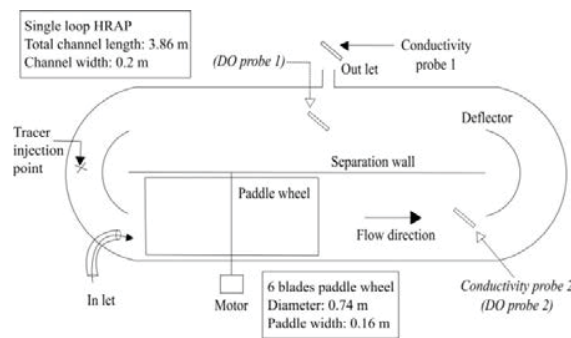 Single loop HRAP
Total channel length: 3.86 m
Channel width: 0.2 m
(DO probe 1)
Out let
Conductivity
probe 1
Deflector
Tracer
injection
point
Separation wall
Paddle wheel
Flow direction
In let
Motor
6 blades paddle wheel
Diameter: 0.74 m
Paddle width: 0.16 m
Conductivity probe 2
(DO probe 2)